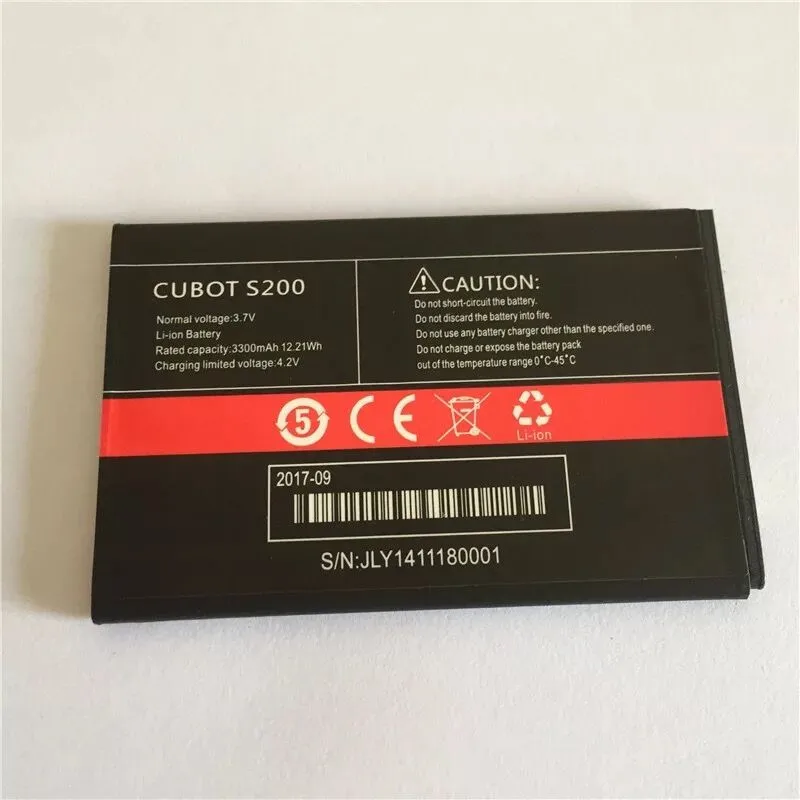 CUBOT S200
Normal voltage:3.7V
Li-ion Battery
Rated capacity:3300mAh 12.21Wh
Charging limited voltage:4.2V
CAUTION:
Do not short-circuit the battery.
Do not discard the battery into fire.
Do not use any battery charger other than the specified one.
Do not charge or expose the battery pack
out of the temperature range 0°C-45°C
5
CE
Li-ion
2017-09
S/N:JLY1411180001